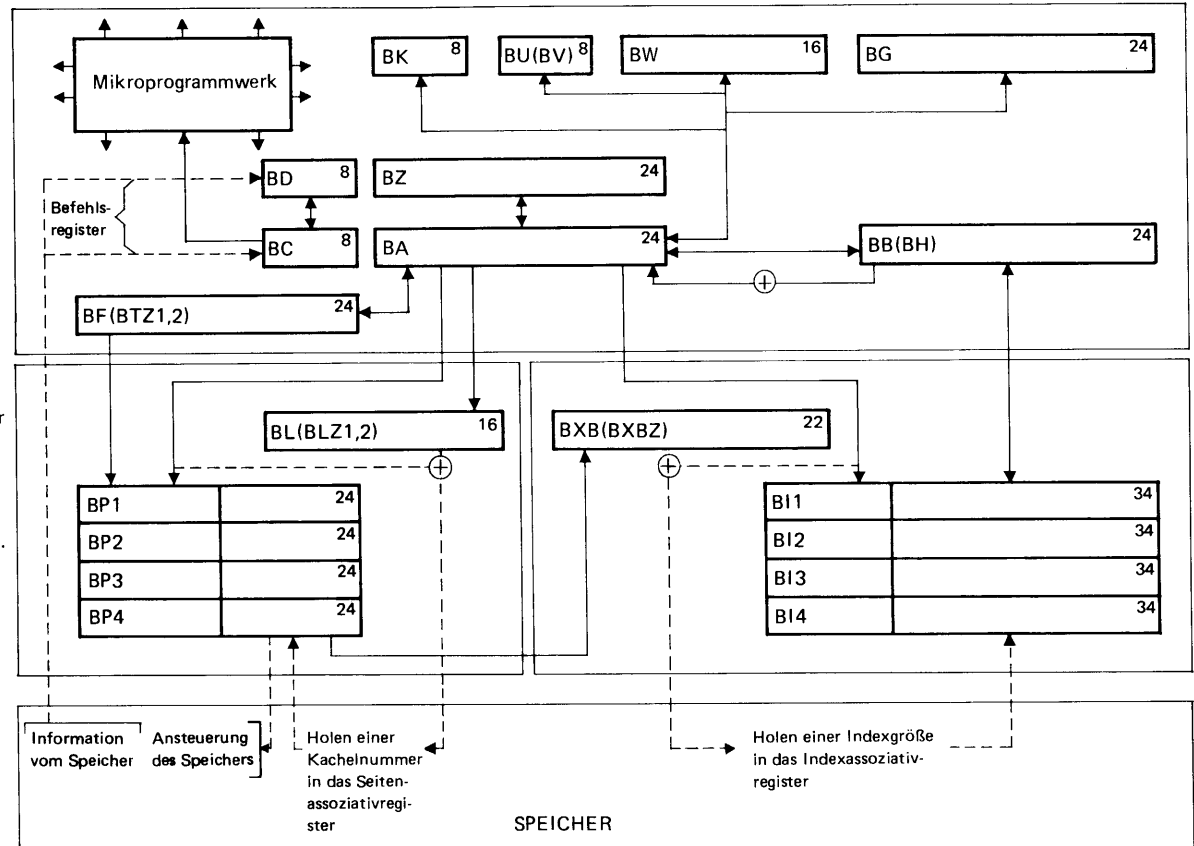 Mikroprogrammwerk
BK 8
BU(BV) 8
BW 16
BG 24
BD 8
BZ 24
Befehls-
register
BC 8
BA 24
BB(BH) 24
BF(BTZ1,2) 24
r
BL(BLZ1,2) 16
BXB(BXBZ) 22
BP1 24
BP2 24
BP3 24
BP4 24
.
BI1 34
BI2 34
BI3 34
BI4 34
Information
vom Speicher
Ansteuerung
des Speichers
Holen einer
Kachelnummer
in das Seiten-
assoziativregi-
ster
Holen einer Indexgröße
in das Indexassoziativ-
register
SPEICHER